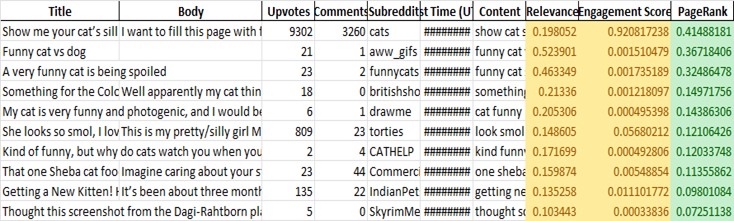 Title Body Upvotes Comments Subreddit st Time (UT Content Relevance Engagement Score PageRank
Show me your cat's sill I want to fill this page with f 9302 3260 cats ######## show cat s 0.198052 0.920817238 0.41488181
Funny cat vs dog 21 1 aww_gifs ######## funny cat 0.523901 0.001510479 0.36718406
A very funny cat is being spoiled 23 2 funnycats ######## funny cat 0.463349 0.001735189 0.32486478
Something for the Colc Well apparently my cat thin 18 0 britishsho ######## something 0.21336 0.001218097 0.14971756
My cat is very funny and photogenic, and I would be 6 1 drawme ######## cat funny 0.205306 0.000495398 0.14386306
She looks so smol, I lov This is my pretty/silly girl M 809 23 torties ######## look smol 0.148605 0.05680212 0.12106426
Kind of funny, but why do cats watch you when you 2 4 CATHELP ######## kind funn 0.171699 0.000492806 0.12033748
That one Sheba cat foo Imagine caring about your s 23 44 Commerci ######## one sheba 0.159874 0.00548854 0.11355862
Getting a New Kitten! H It's been about three month 135 22 IndianPet ######## getting ne 0.135258 0.011101772 0.09801084
Thought this screenshot from the Dagi-Rahtborn pl 5 0 SkyrimMe ######## thought sc 0.103443 0.00033836 0.07251138